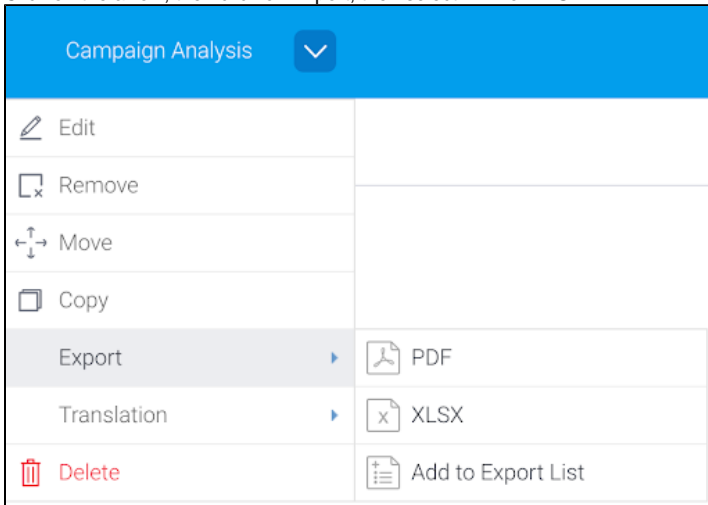 Campaign Analysis
Edit
Remove
Move
Copy
Export
PDF
Translation
XLSX
Delete
Add to Export List